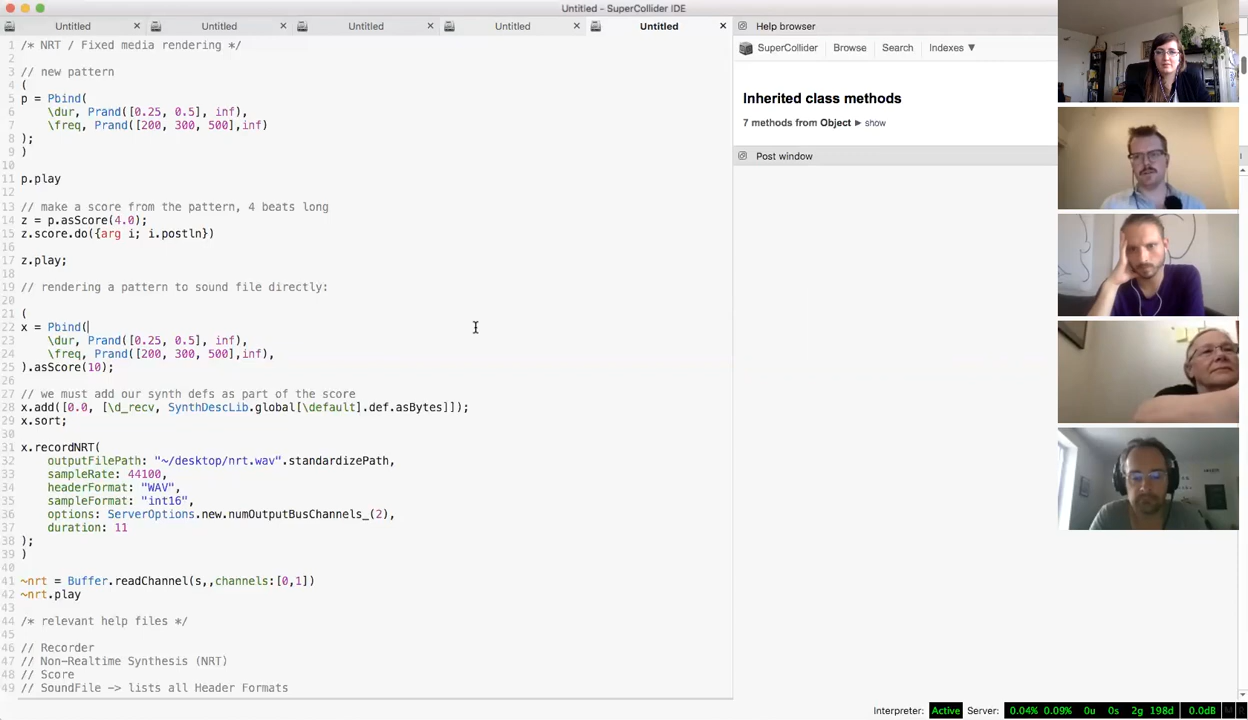 Untitled - SuperCollider IDE
Untitled
Untitled
Untitled
Untitled
Untitled
1 /* NRT / Fixed media rendering */
2
3 // new pattern
4 (
5 p = Pbind(
6 \dur, Prand([0.25, 0.5], inf),
7 \freq, Prand([200, 300, 500],inf)
8 );
9 )
10
11 p.play
12
13 // make a score from the pattern, 4 beats long
14 z = p.asScore(4.0);
15 z.score.do({arg i; i.postln})
16
17 z.play;
18
19 // rendering a pattern to sound file directly:
20
21 (
22 x = Pbind(
23 \dur, Prand([0.25, 0.5], inf),
24 \freq, Prand([200, 300, 500],inf),
25 ).asScore(10);
26
27 // we must add our synth defs as part of the score
28 x.add([0.0, [\d_recv, SynthDescLib.global[\default].def.asBytes]]);
29 x.sort;
30
31 x.recordNRT(
32 outputFilePath: "~/desktop/nrt.wav".standardizePath,
33 sampleRate: 44100,
34 headerFormat: "WAV",
35 sampleFormat: "int16",
36 options: ServerOptions.new.numOutputBusChannels_(2),
37 duration: 11
38 );
39 )
40
41 ~nrt = Buffer.readChannel(s,,channels:[0,1])
42 ~nrt.play
43
44 /* relevant help files */
45
46 // Recorder
47 // Non-Realtime Synthesis (NRT)
48 // Score
49 // SoundFile -> lists all Header Formats
Help browser
SuperCollider Browse Search Indexes ▼
Inherited class methods
7 methods from Object ▶ show
Post window
Interpreter: Active Server: 0.04% 0.09% 0u 0s 2g 198d 0.0dB